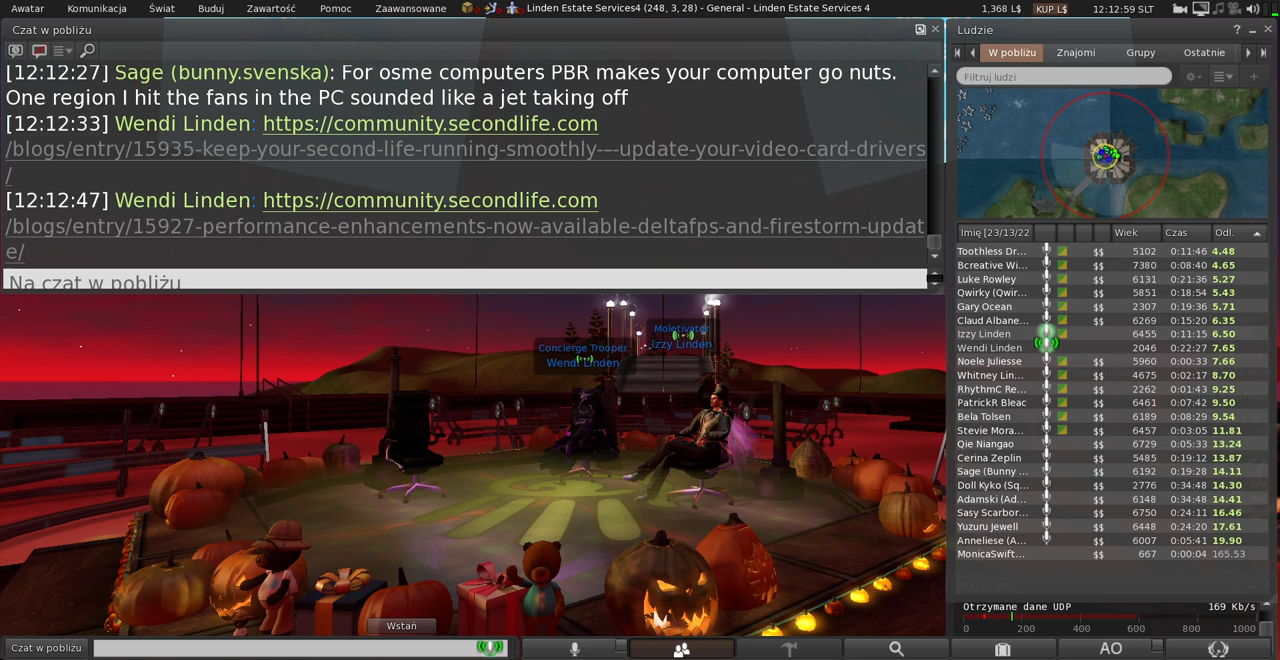 Awatar Komunikacja Świat Buduj Zawartość Pomoc Zaawansowane Linden Estate Services4 (248, 3, 28) - General - Linden Estate Services 4 1,368 L$ KUP L$ 12:12:59 SLT
Czat w pobliżu
[12:12:27] Sage (bunny.svenska): For osme computers PBR makes your computer go nuts.
One region I hit the fans in the PC sounded like a jet taking off
[12:12:33] Wendi Linden: https://community.secondlife.com
/blogs/entry/15935-keep-your-second-life-running-smoothly-–-update-your-video-card-drivers
/
[12:12:47] Wendi Linden: https://community.secondlife.com
/blogs/entry/15927-performance-enhancements-now-available-deltafps-and-firestorm-updat
e/
Na czat w pobliżu
Moletivator
Izzy Linden
Concierge Trooper
Wendi Linden
Wstań
Czat w pobliżu
Ludzie
W pobliżu Znajomi Grupy Ostatnie
Filtruj ludzi
Imię [23/13/22 Wiek Czas Odl.
Toothless Dr... $$ 5102 0:11:46 4.48
Bcreative Wi... $$ 7380 0:08:40 4.65
Luke Rowley $$ 6131 0:21:36 5.27
Qwirky (Qwir... $$ 5851 0:18:54 5.43
Gary Ocean $$ 2307 0:19:36 5.71
Claud Albane... $$ 6269 0:15:20 6.35
Izzy Linden 6455 0:11:15 6.50
Wendi Linden 2046 0:22:27 7.65
Noele Juliesse $$ 5960 0:00:33 7.66
Whitney Lin... $$ 4675 0:02:17 8.70
RhythmC Re... $$ 2262 0:01:43 9.25
PatrickR Bleac $$ 6461 0:07:42 9.50
Bela Tolsen $$ 6189 0:08:29 9.54
Stevie Mora... $$ 6457 0:03:05 11.81
Qie Niangao $$ 6729 0:05:33 13.24
Cerina Zeplin $$ 5485 0:19:12 13.87
Sage (Bunny ... $$ 6192 0:19:28 14.11
Doll Kyko (Sq... $$ 2776 0:34:48 14.30
Adamski (Ad... $$ 6148 0:34:48 14.41
Sasy Scarbor... $$ 6750 0:24:11 16.46
Yuzuru Jewell $$ 6448 0:24:20 17.61
Anneliese (A... $$ 6007 0:05:41 19.90
MonicaSwift... $$ 667 0:00:04 165.53
Otrzymane dane UDP 169 Kb/s
0 200 400 600 800 1000
AO